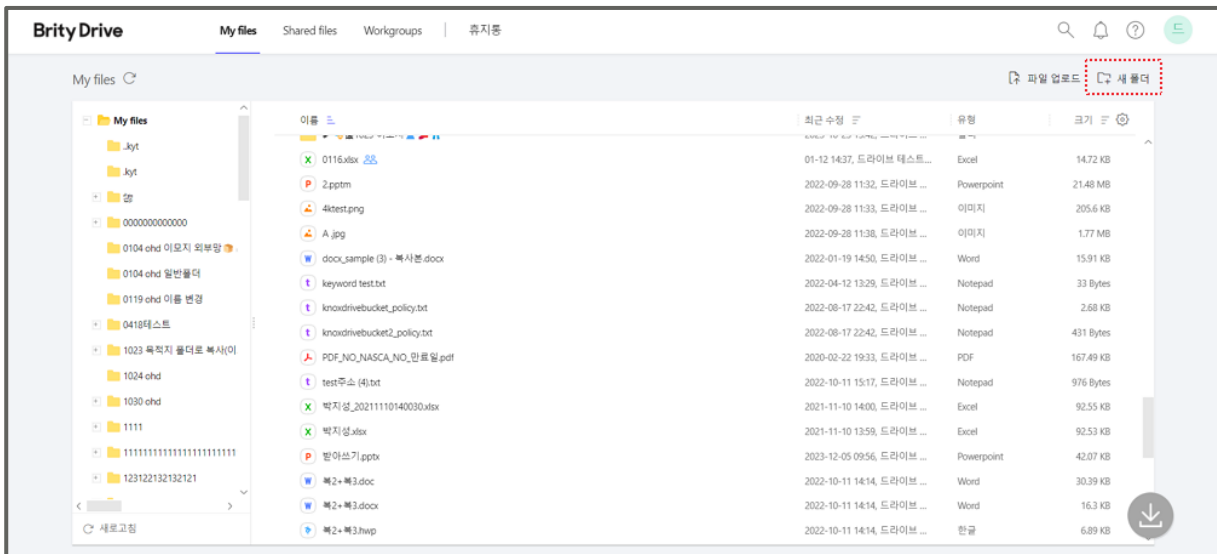 Brity Drive My files Shared files Workgroups 휴지통 드
My files 파일 업로드 새 폴더
My files
.kyt
.kyt
0000000000000
0104 ohd 이모지 외부망
0104 ohd 일반폴더
0119 ohd 이름 변경
0418테스트
1023 목적지 폴더로 복사(이
1024 ohd
1030 ohd
1111
11111111111111111111111
123122132132121
새로고침
이름 최근 수정 유형 크기
0116.xlsx 01-12 14:37, 드라이브 테스트... Excel 14.72 KB
2.pptm 2022-09-28 11:32, 드라이브 ... Powerpoint 21.48 MB
4ktest.png 2022-09-28 11:33, 드라이브 ... 이미지 205.6 KB
A .jpg 2022-09-28 11:38, 드라이브 ... 이미지 1.77 MB
docx_sample (3) - 복사본.docx 2022-01-19 14:50, 드라이브 ... Word 15.91 KB
keyword test.txt 2022-04-12 13:29, 드라이브 ... Notepad 33 Bytes
knoxdrivebucket_policy.txt 2022-08-17 22:42, 드라이브 ... Notepad 2.68 KB
knoxdrivebucket2_policy.txt 2022-08-17 22:42, 드라이브 ... Notepad 431 Bytes
PDF_NO_NASCA_NO_만료일.pdf 2020-02-22 19:33, 드라이브 ... PDF 167.49 KB
test주소 (4).txt 2022-10-11 15:17, 드라이브 ... Notepad 976 Bytes
박지성_20211110140030.xlsx 2021-11-10 14:00, 드라이브 ... Excel 92.55 KB
박지성.xlsx 2021-11-10 13:59, 드라이브 ... Excel 92.53 KB
받아쓰기.pptx 2023-12-05 09:56, 드라이브 ... Powerpoint 42.07 KB
복2+복3.doc 2022-10-11 14:14, 드라이브 ... Word 30.39 KB
복2+복3.docx 2022-10-11 14:14, 드라이브 ... Word 16.3 KB
복2+복3.hwp 2022-10-11 14:14, 드라이브 ... 한글 6.89 KB